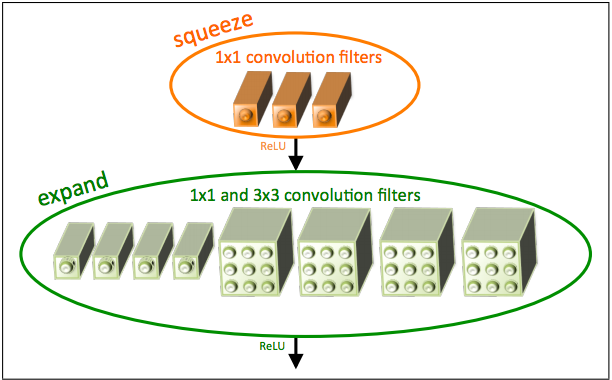 squeeze
1x1 convolution filters
ReLU
expand
1x1 and 3x3 convolution filters
ReLU